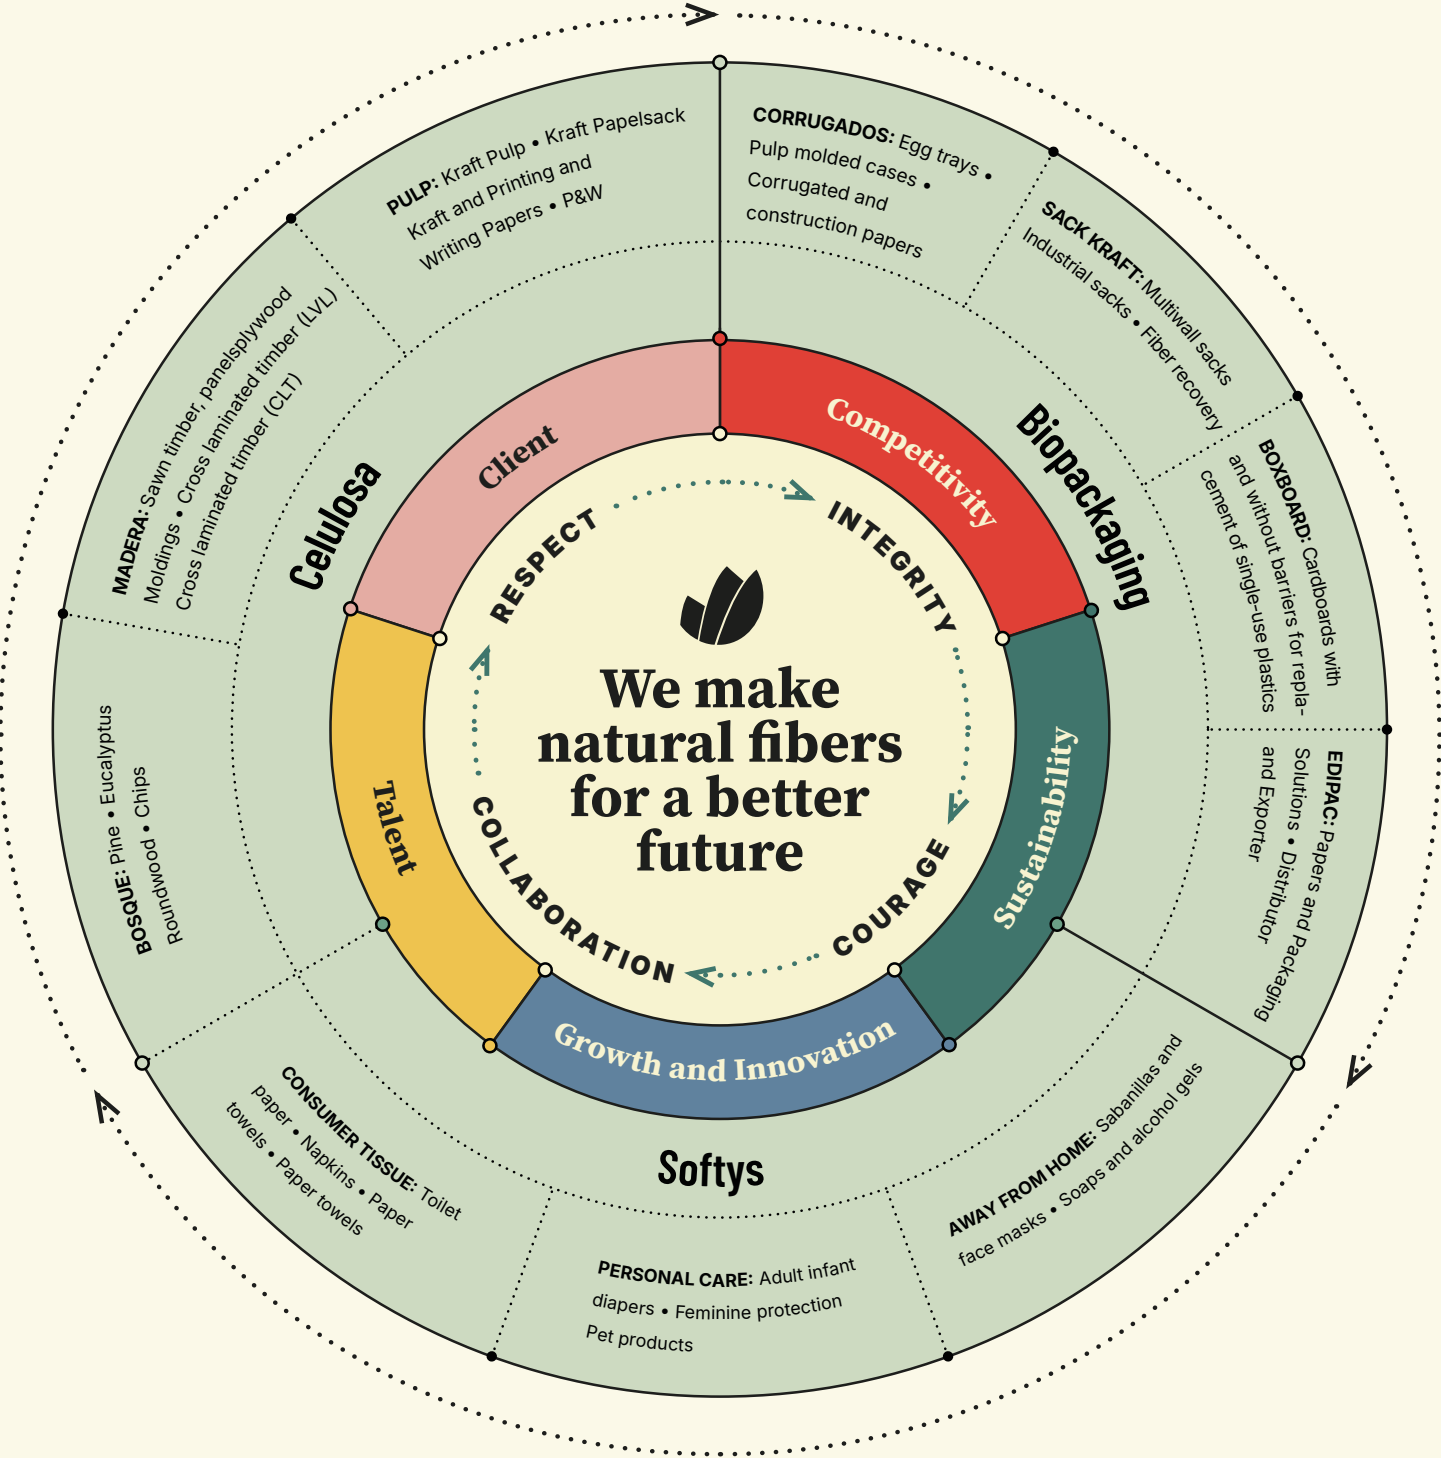 We make
natural fibers
for a better
future
RESPECT
INTEGRITY
COURAGE
COLLABORATION
Client
Competitivity
Sustainability
Growth and Innovation
Talent
Biopackaging
CORRUGADOS: Egg trays •
Pulp molded cases •
Corrugated and
construction papers
SACK KRAFT: Multiwall sacks
Industrial sacks • Fiber recovery
BOXBOARD: Cardboards with
and without barriers for repla-
cement of single-use plastics
EDIPAC: Papers and Packaging
Solutions • Distributor
and Exporter
Softys
AWAY FROM HOME: Sabanillas and
face masks • Soaps and alcohol gels
PERSONAL CARE: Adult infant
diapers • Feminine protection
Pet products
CONSUMER TISSUE: Toilet
paper • Napkins • Paper
towels • Paper towels
Celulosa
BOSQUE: Pine • Eucalyptus
Roundwood • Chips
MADERA: Sawn timber, panelsplywood
Moldings • Cross laminated timber (LVL)
Cross laminated timber (CLT)
PULP: Kraft Pulp • Kraft Papelsack
Kraft and Printing and
Writing Papers • P&W